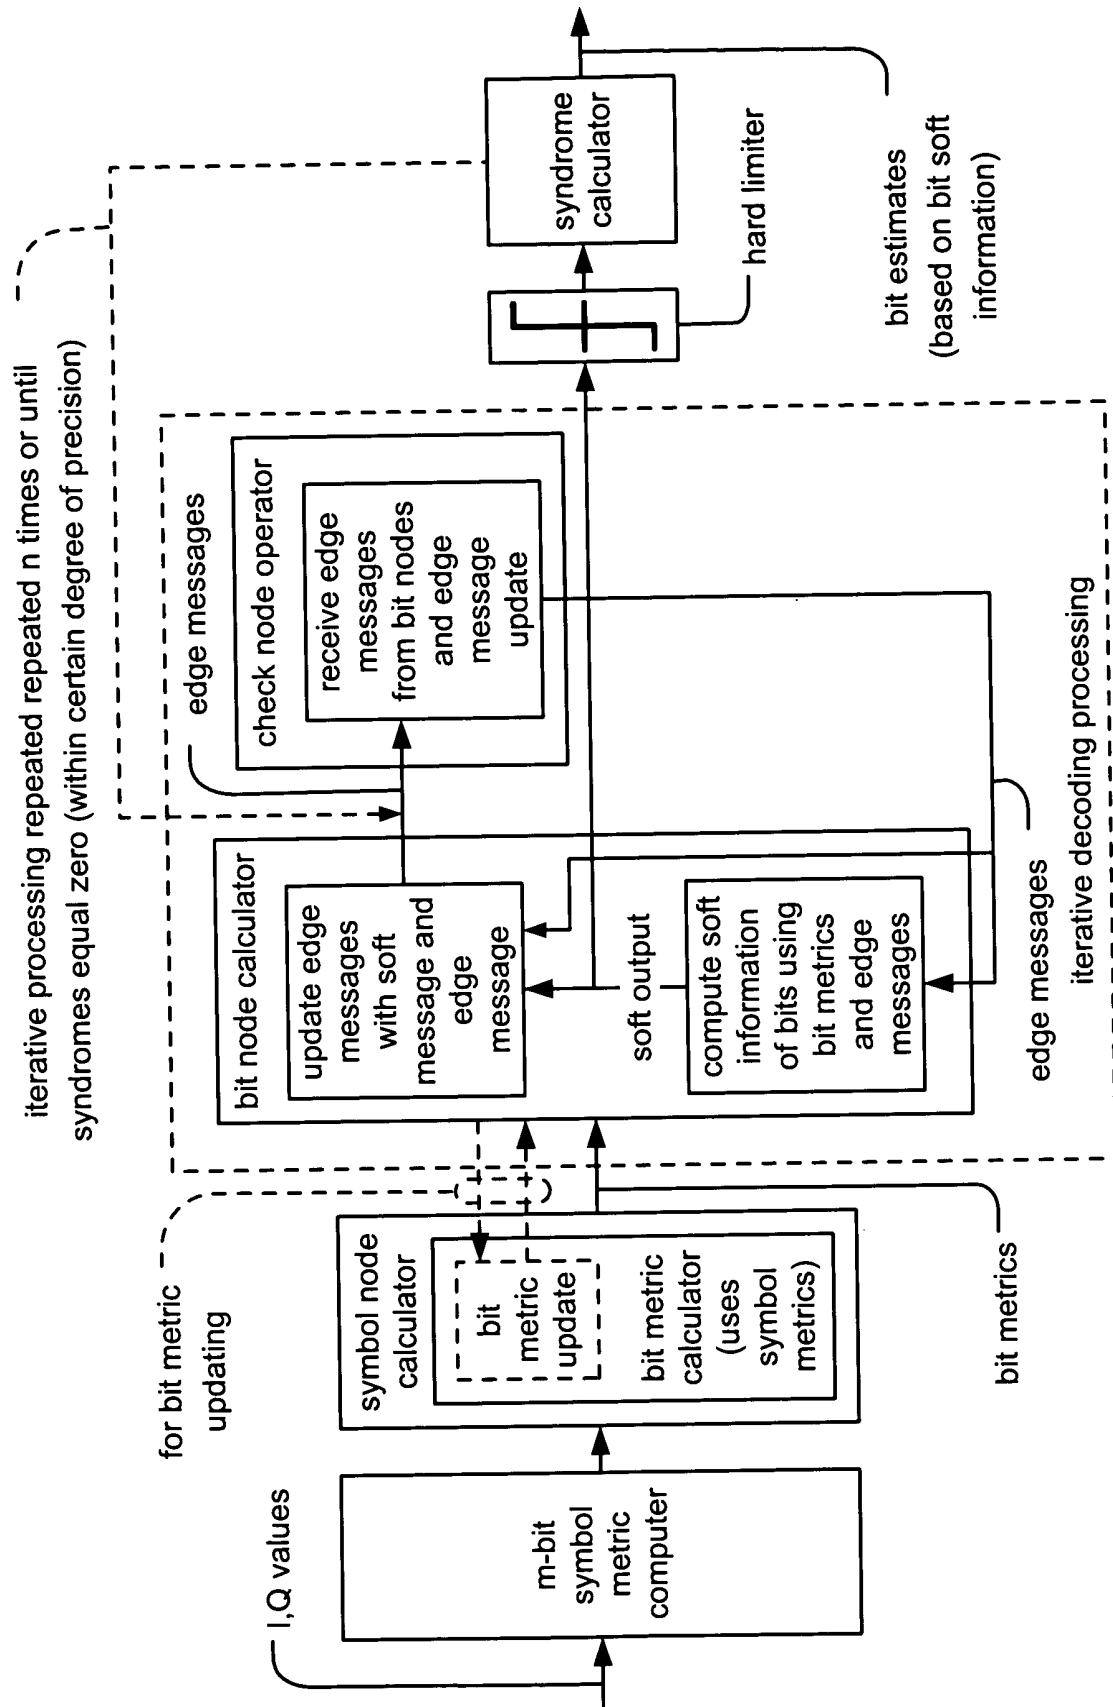 iterative processing repeated repeated n times or until
syndromes equal zero (within certain degree of precision)
for bit metric
updating
I,Q values
m-bit
symbol
metric
computer
symbol node
calculator
bit
metric
update
bit metric
calculator
(uses
symbol
metrics)
bit metrics
bit node calculator
update edge
messages
with soft
message and
edge
message
soft output
compute soft
information
of bits using
bit metrics
and edge
messages
edge messages
check node operator
receive edge
messages
from bit nodes
and edge
message
update
edge messages
iterative decoding processing
hard limiter
syndrome
calculator
bit estimates
(based on bit soft
information)